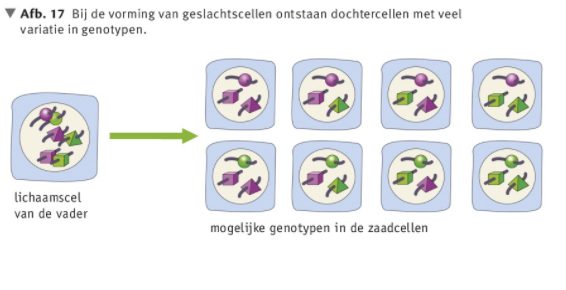 ▼ Afb. 17 Bij de vorming van geslachtscellen ontstaan dochtercellen met veel
variatie in genotypen.
lichaamscel
van de vader
mogelijke genotypen in de zaadcellen